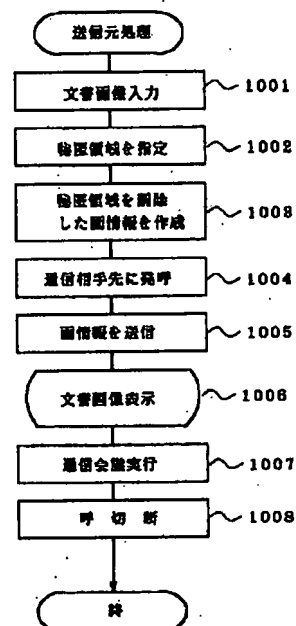 送信元処理
文書画像入力
1001
秘匿領域を指定
1002
秘匿領域を削除
した画情報を作成
1003
通信相手先に発呼
1004
画情報を送信
1005
文書画像表示
1006
通信会議実行
1007
呼切断
1008
終